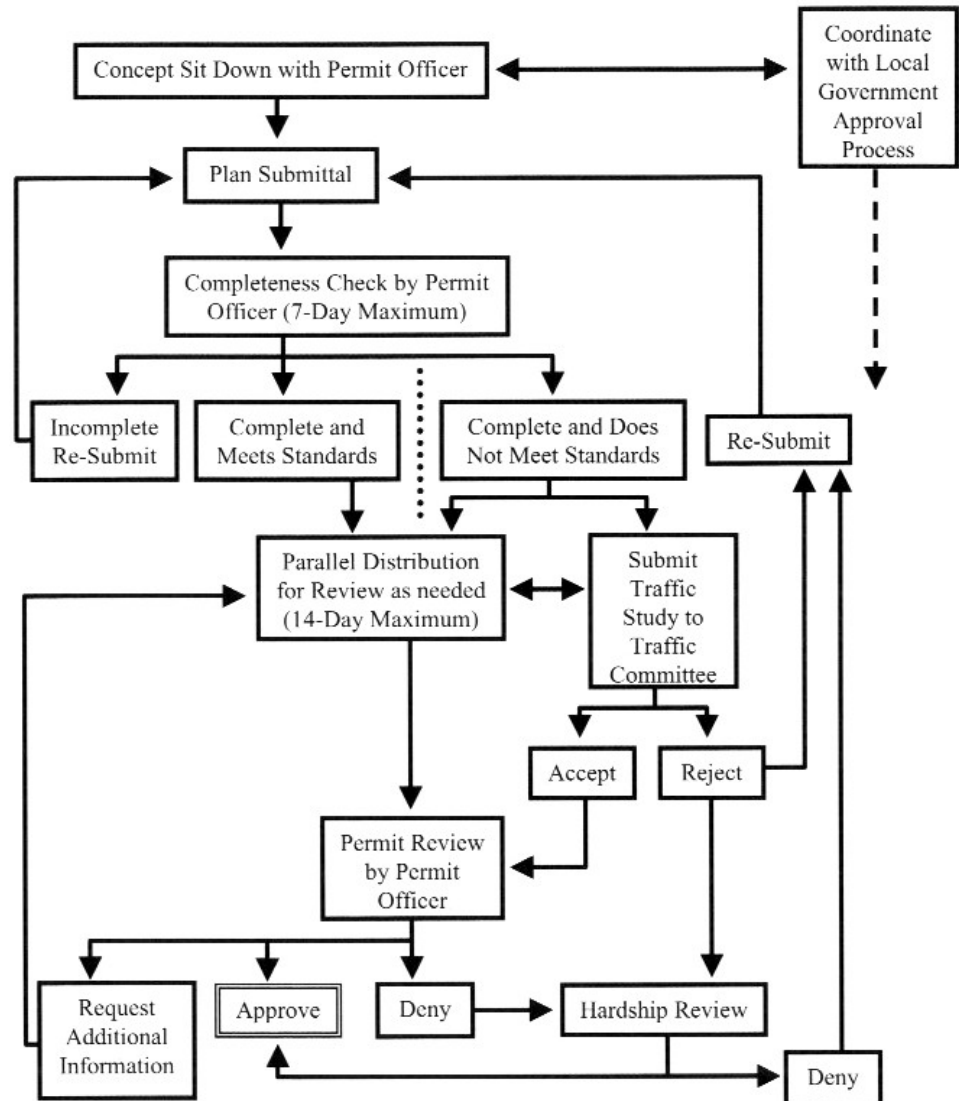 Concept Sit Down with Permit Officer
Coordinate
with Local
Government
Approval
Process
Plan Submittal
Completeness Check by Permit
Officer (7-Day Maximum)
Incomplete
Re-Submit
Complete and
Meets Standards
Complete and Does
Not Meet Standards
Re-Submit
Parallel Distribution
for Review as needed
(14-Day Maximum)
Submit
Traffic
Study to
Traffic
Committee
Accept
Reject
Permit Review
by Permit
Officer
Request
Additional
Information
Approve
Deny
Hardship Review
Deny